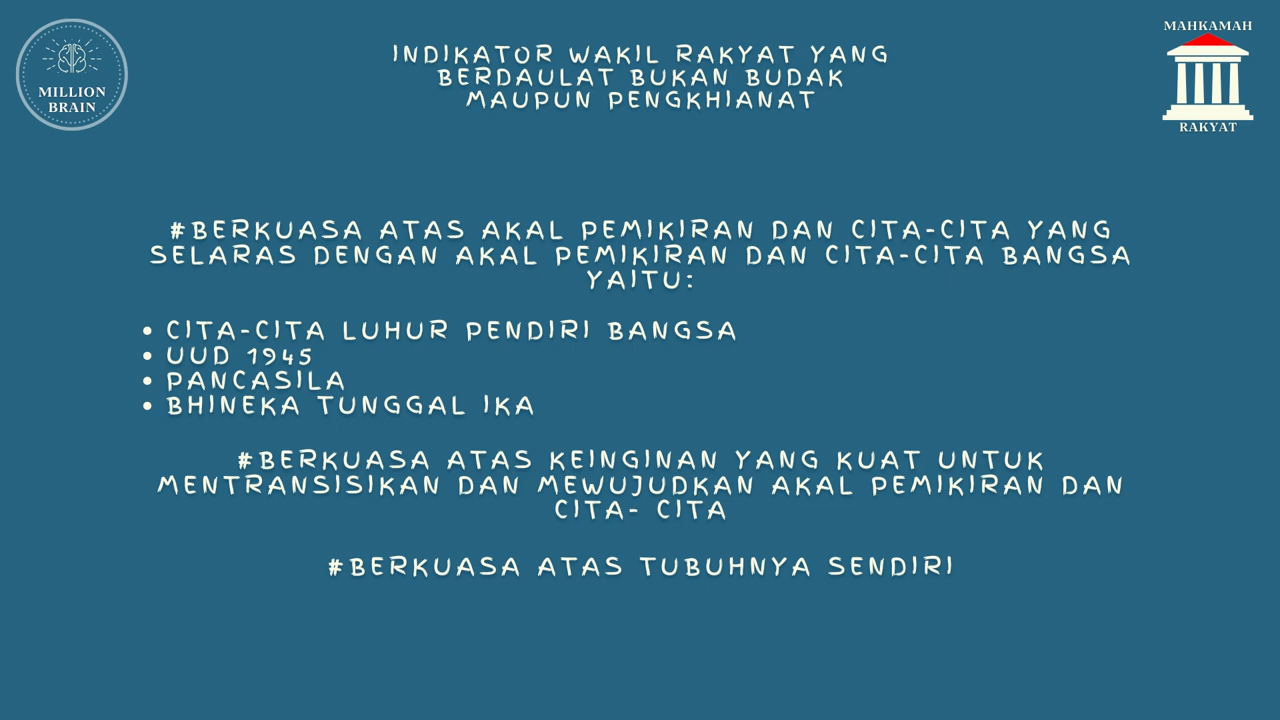 MILLION
BRAIN
INDIKATOR WAKIL RAKYAT YANG
BERDAULAT BUKAN BUDAK
MAUPUN PENGKHIANAT
MAHKAMAH
RAKYAT
#BERKUASA ATAS AKAL PEMIKIRAN DAN CITA-CITA YANG
SELARAS DENGAN AKAL PEMIKIRAN DAN CITA-CITA BANGSA
YAITU:
• CITA-CITA LUHUR PENDIRI BANGSA
• UUD 1945
• PANCASILA
• BHINEKA TUNGGAL IKA
#BERKUASA ATAS KEINGINAN YANG KUAT UNTUK
MENTRANSISIKAN DAN MEWUJUDKAN AKAL PEMIKIRAN DAN
CITA- CITA
#BERKUASA ATAS TUBUHNYA SENDIRI